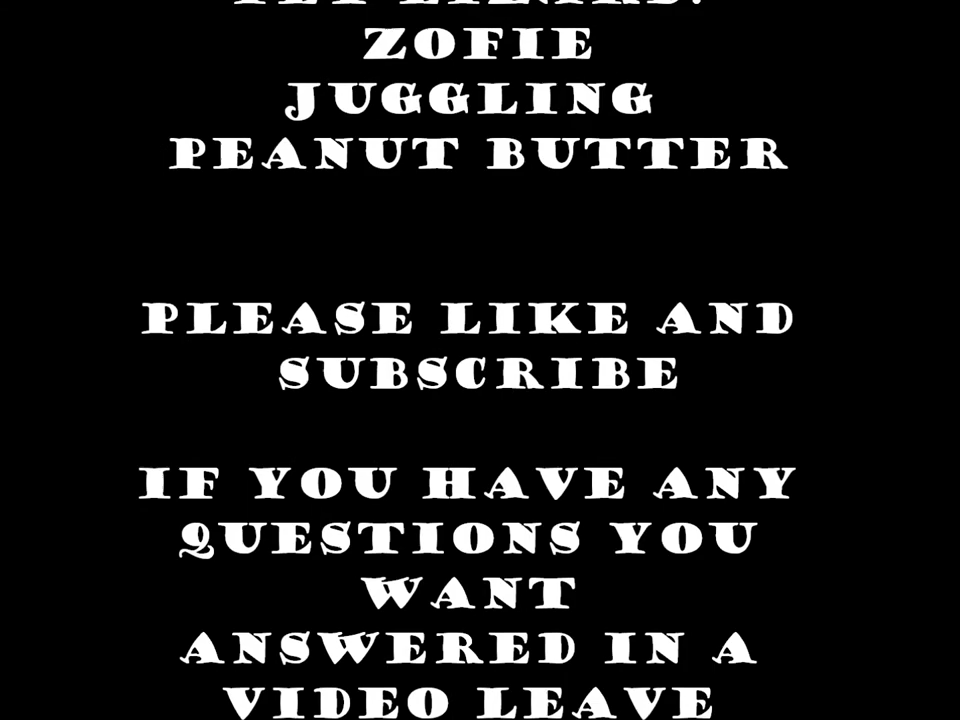 ZOFIE
JUGGLING
PEANUT BUTTER
PLEASE LIKE AND
SUBSCRIBE
IF YOU HAVE ANY
QUESTIONS YOU
WANT
ANSWERED IN A
VIDEO LEAVE